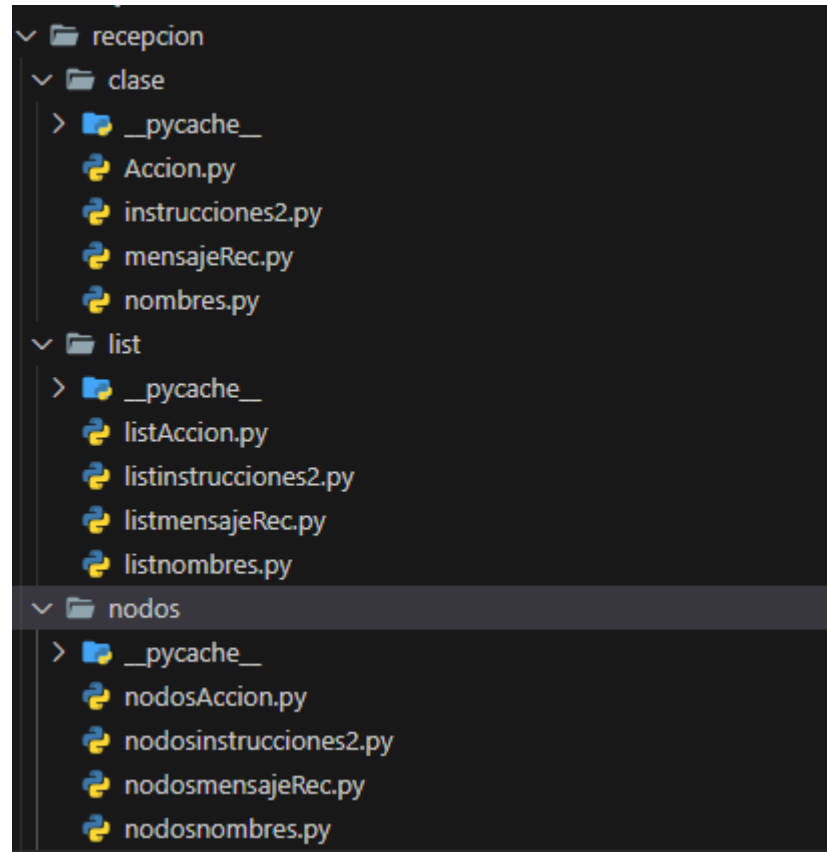 recepcion
clase
__pycache__
Accion.py
instrucciones2.py
mensajeRec.py
nombres.py
list
__pycache__
listAccion.py
listinstrucciones2.py
listmensajeRec.py
listnombres.py
nodos
__pycache__
nodosAccion.py
nodosinstrucciones2.py
nodosmensajeRec.py
nodosnombres.py